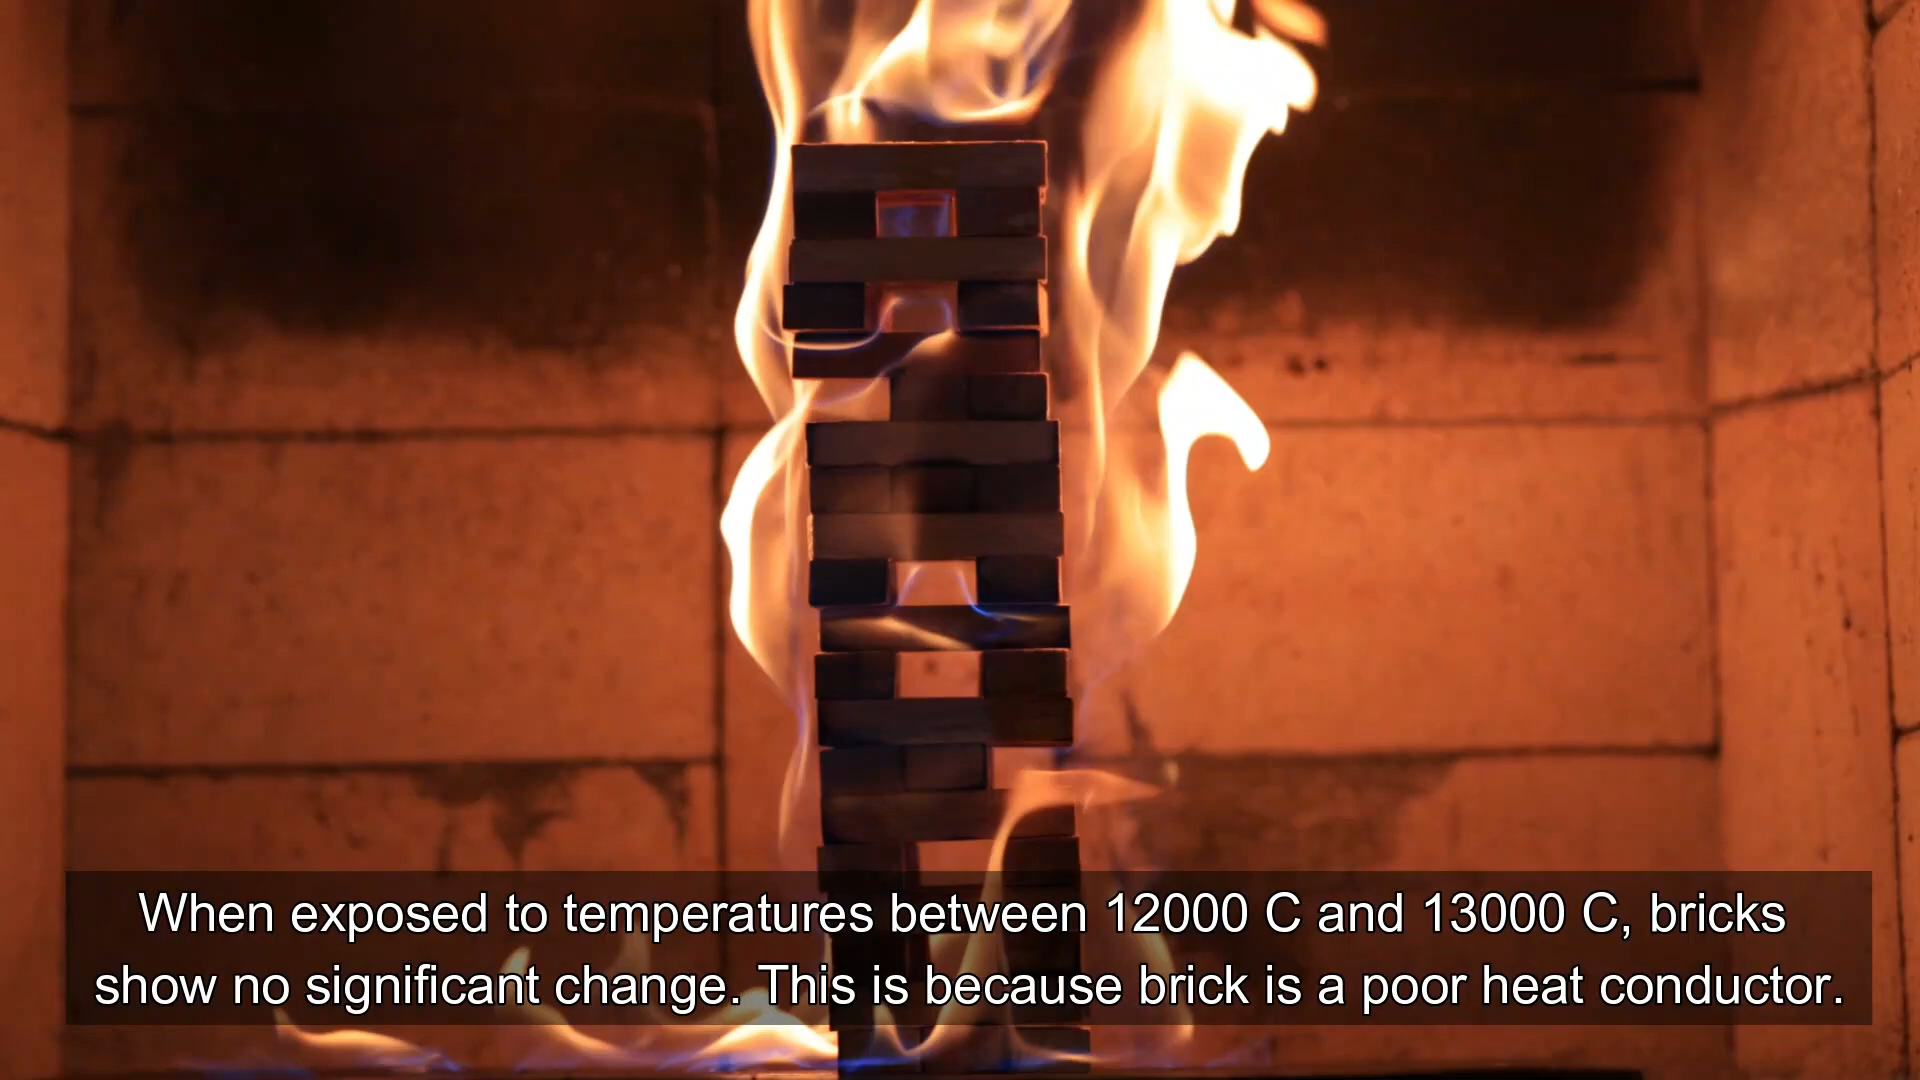 When exposed to temperatures between 12000 C and 13000 C, bricks
show no significant change. This is because brick is a poor heat conductor.